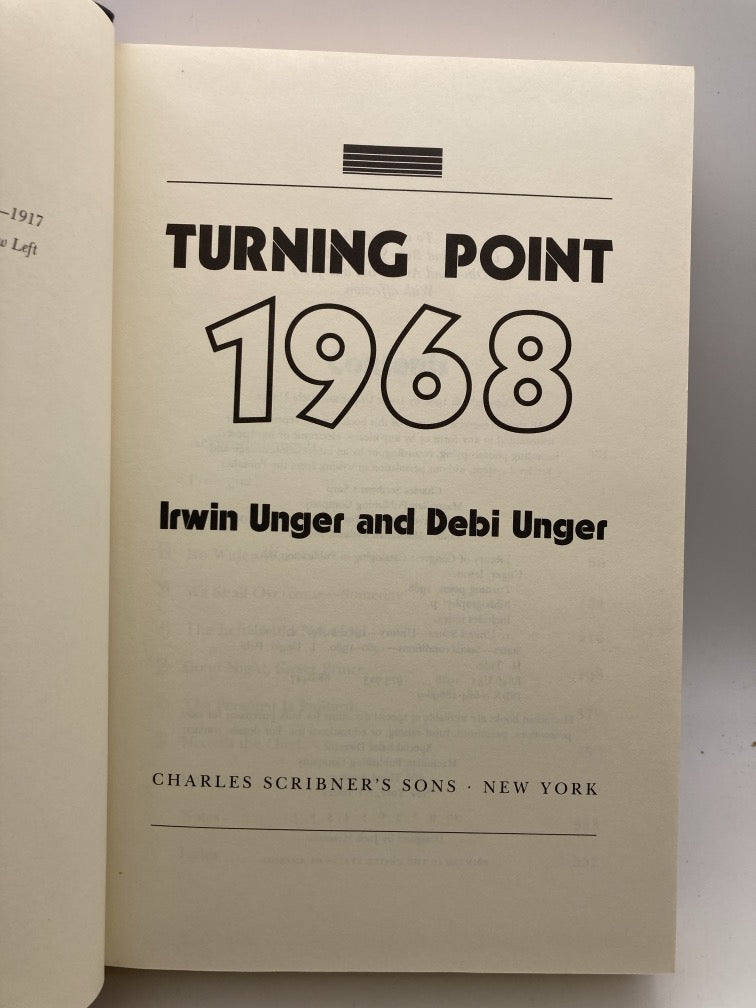 –1917
w Left
TURNING POINT
1968
Irwin Unger and Debi Unger
CHARLES SCRIBNER'S SONS · NEW YORK